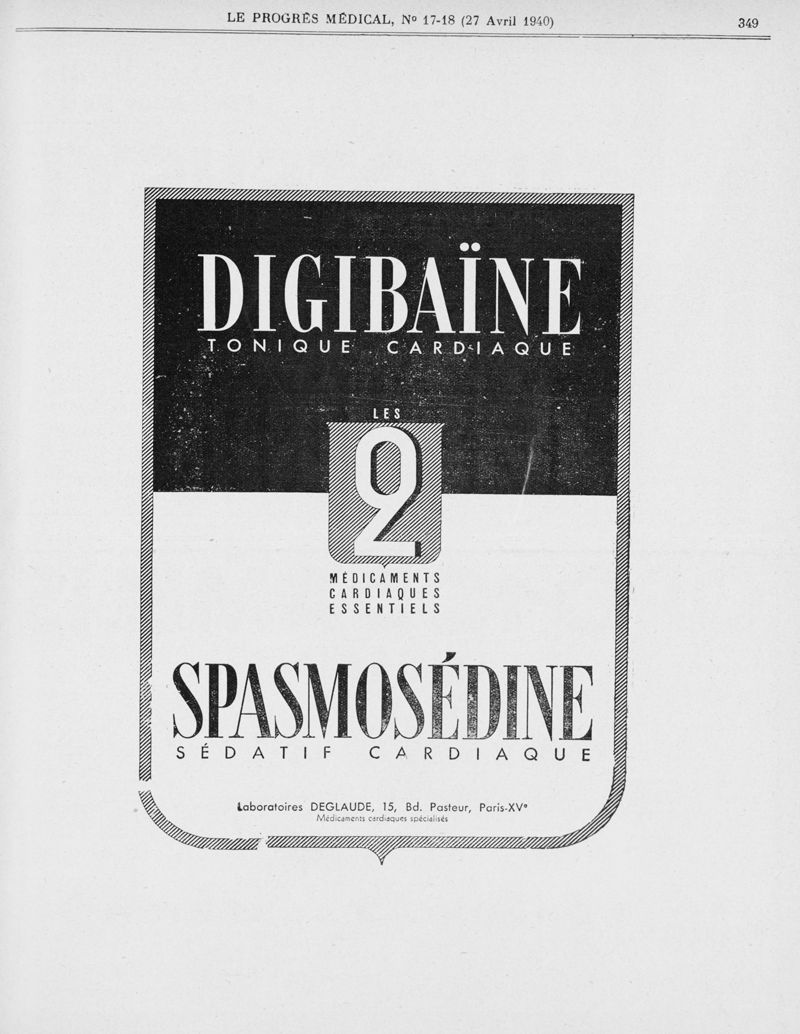 LE PROGRÈS MÉDICAL, Nº 17-18 (27 Avril 1940)
349
DIGIBAÏNE
TONIQUE CARDIAQUE
LES
2
MÉDICAMENTS
CARDIAQUES
ESSENTIELS
SPASMOSÉDINE
SÉDATIF CARDIAQUE
Laboratoires DEGLAUDE, 15, Bd. Pasteur, Paris-XVᵉ
Médicaments cardiaques spécialisés